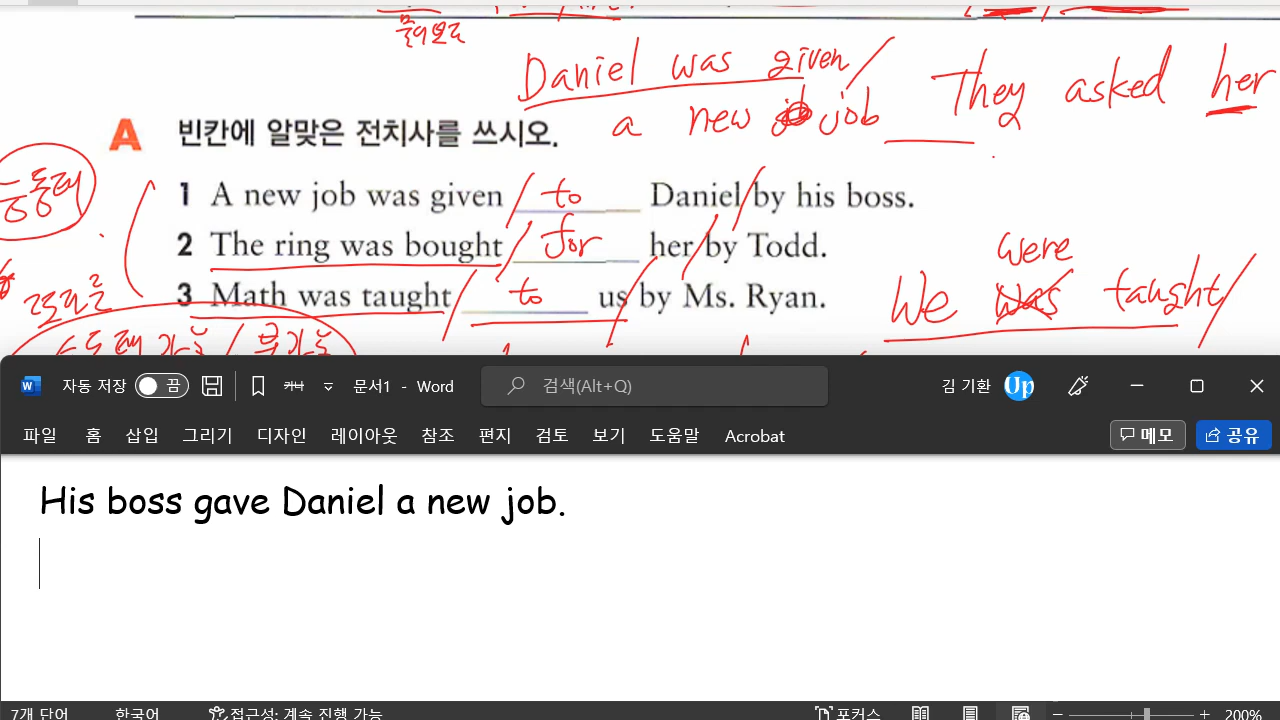 Daniel was given/
a new job
They asked her
A 빈칸에 알맞은 전치사를 쓰시오.
1 A new job was given / to Daniel / by his boss.
2 The ring was bought / for her / by Todd.
3 Math was taught / to us / by Ms. Ryan.
were
We was taught/
자동 저장 끔 가나 문서1 - Word 검색(Alt+Q) 김 기환 Up
파일 홈 삽입 그리기 디자인 레이아웃 참조 편지 검토 보기 도움말 Acrobat 메모 공유
His boss gave Daniel a new job.
7개 단어 한국어 접근성: 계속 진행 가능 포커스 200%